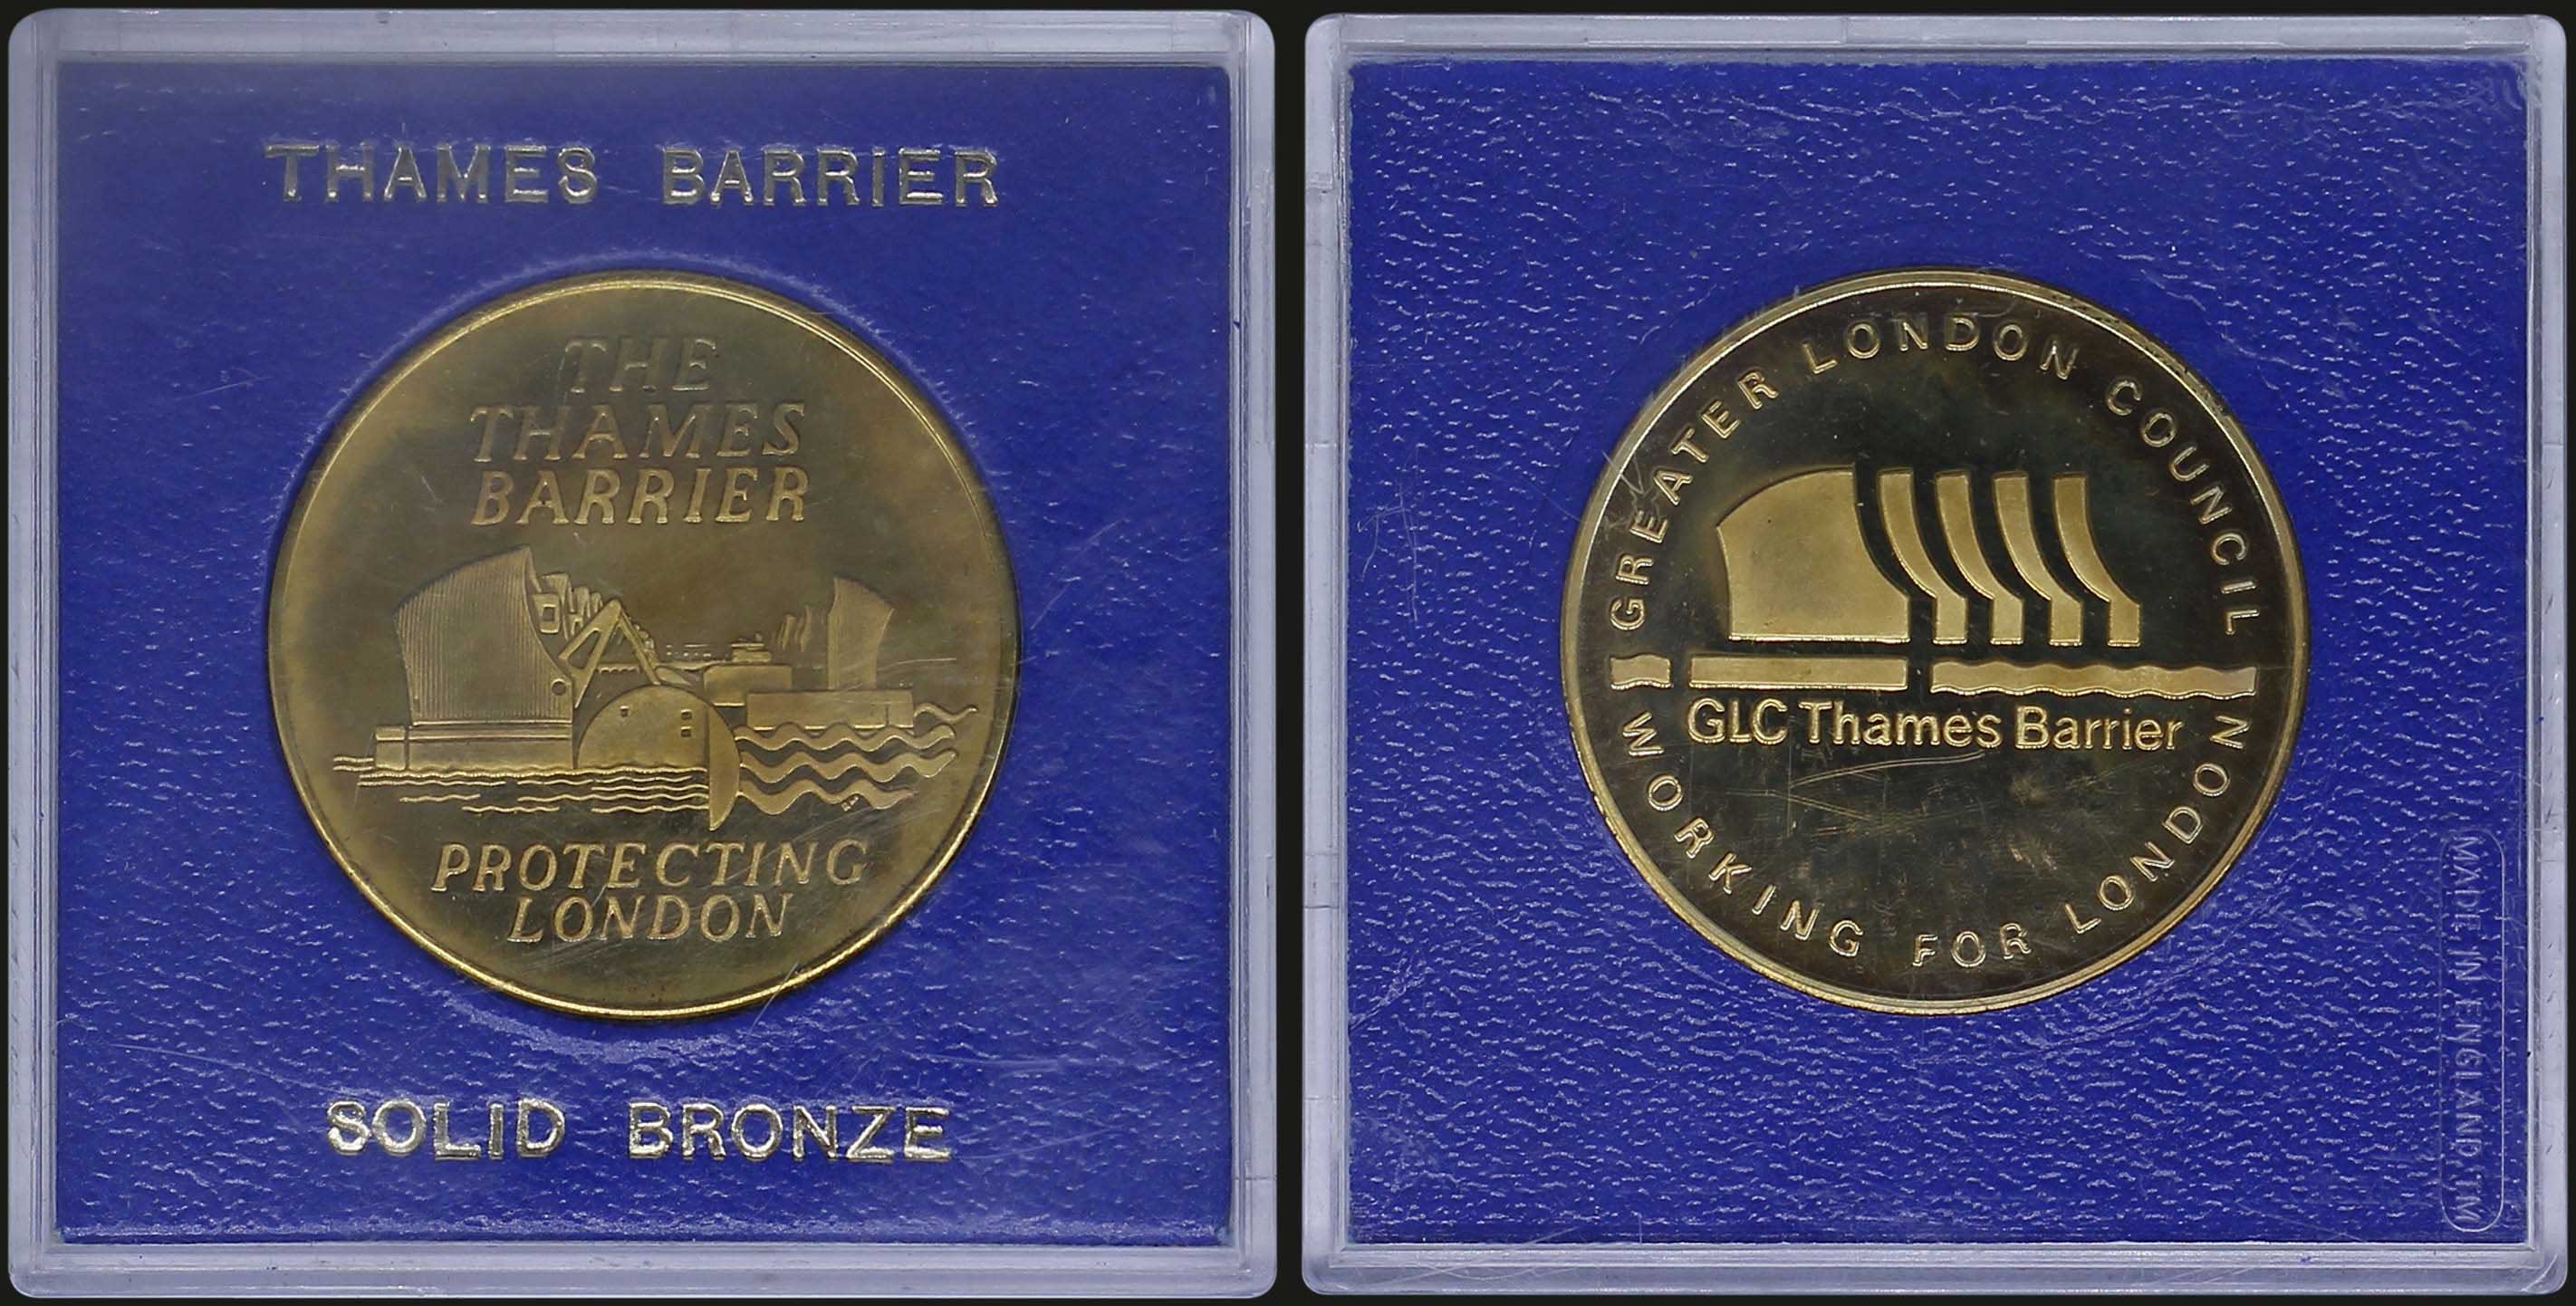 THAMES BARRIER
THE
THAMES
BARRIER
PROTECTING
LONDON
SOLID BRONZE
GREATER LONDON COUNCIL
GLC Thames Barrier
WORKING FOR LONDON
MADE IN ENGLAND